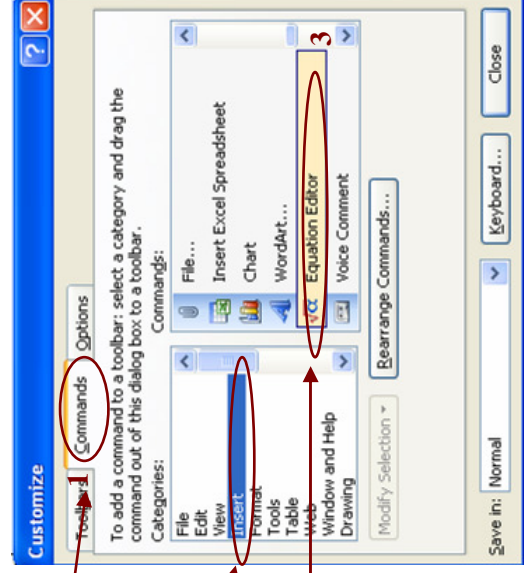 Customize
Toolbars Commands Options
1
To add a command to a toolbar: select a category and drag the
command out of this dialog box to a toolbar.
Categories:
File
Edit
View
Insert
Format
Tools
Table
Web
Window and Help
Drawing
Commands:
File...
Insert Excel Spreadsheet
Chart
WordArt...
√α Equation Editor
3
Voice Comment
Modify Selection
Rearrange Commands...
Save in: Normal
Keyboard...
Close